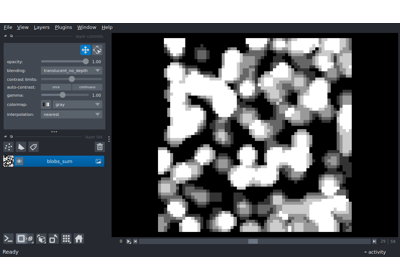 File View Layers Plugins Window Help
opacity: 1.00
blending: translucent_no_depth
contrast limits:
auto-contrast: once continuous
gamma: 1.00
colormap: gray
interpolation: nearest
blobs_sum
Ready
activity